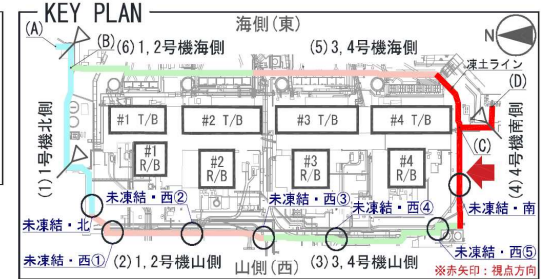 KEY PLAN
海側(東)
N
(A)
(B)
(6) 1,2号機海側
(5) 3,4号機海側
凍土ライン
(D)
(1) 1号機北側
#1 T/B
#2 T/B
#3 T/B
#4 T/B
(C)
(4) 4号機南側
#1
R/B
#2
R/B
#3
R/B
#4
R/B
未凍結・北
未凍結・西②
未凍結・西③
未凍結・西④
未凍結・南
未凍結・西①
(2) 1,2号機山側
山側(西)
(3) 3,4号機山側
未凍結・西⑤
※赤矢印：視点方向